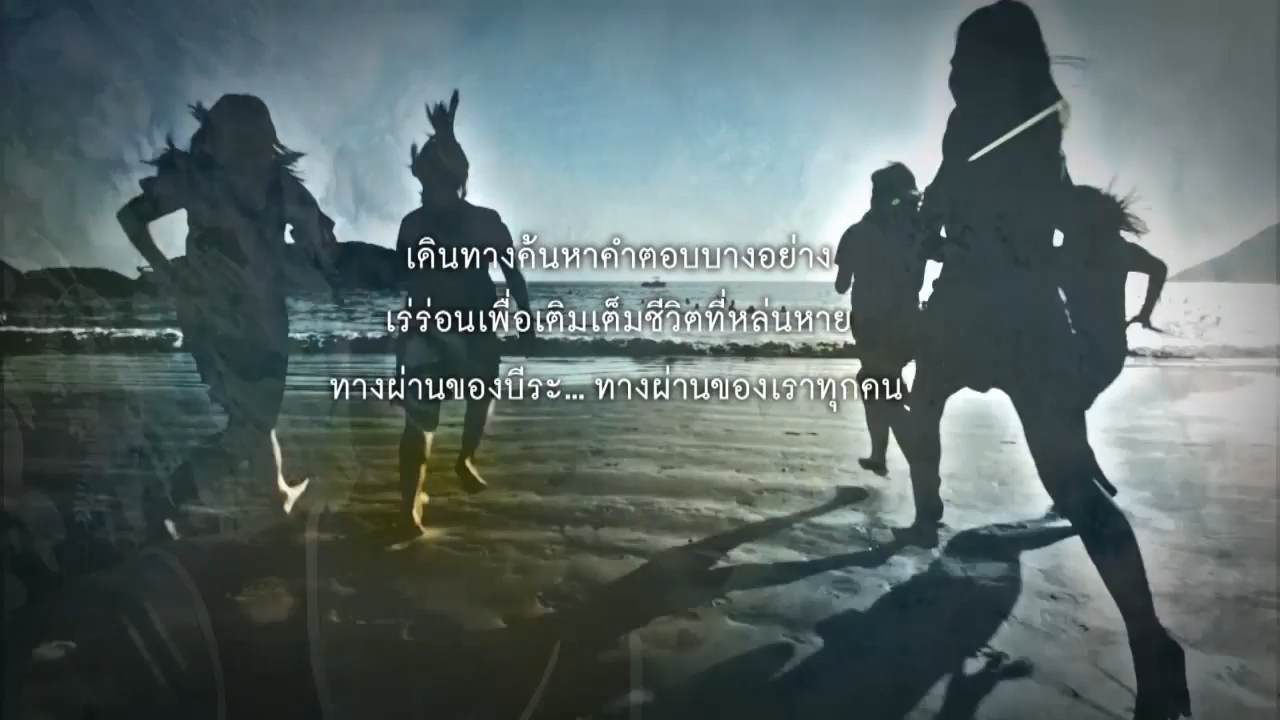 เดินทางค้นหาคำตอบบางอย่าง
เร่ร่อนเพื่อเติมเต็มชีวิตที่หล่นหาย
ทางผ่านของบีระ... ทางผ่านของเราทุกคน